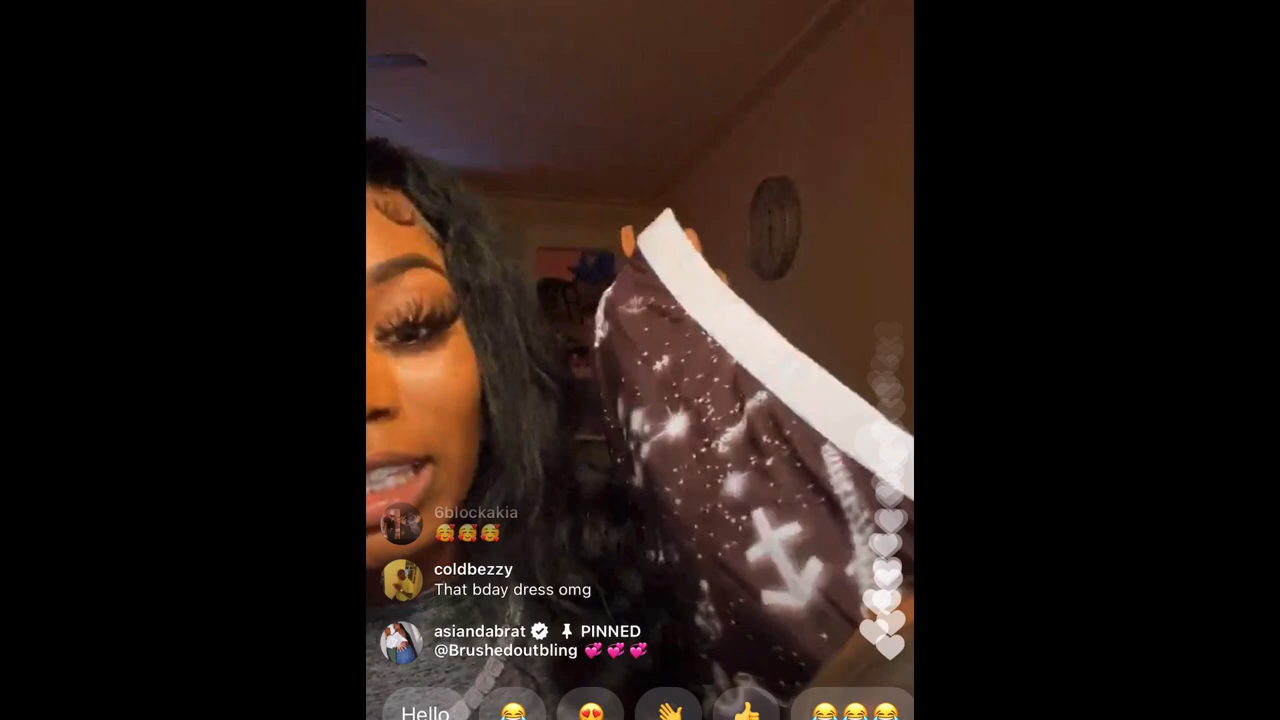 6blockakia
🥰🥰🥰
coldbezzy
That bday dress omg
asiandabrat PINNED
@Brushedoutbling 💞💞💞
Hello 😂 😍 👋 👍 😂😂😂